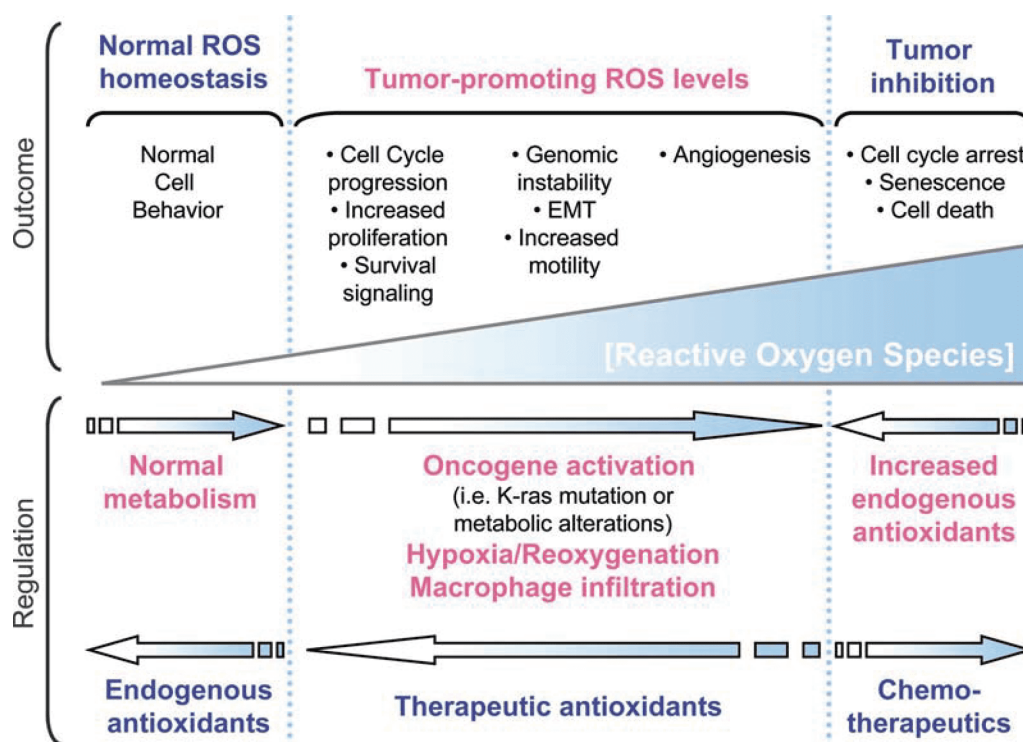 Outcome
Normal ROS
homeostasis
Tumor-promoting ROS levels
Tumor
inhibition
Normal
Cell
Behavior
• Cell Cycle
progression
• Increased
proliferation
• Survival
signaling
• Genomic
instability
• EMT
• Increased
motility
• Angiogenesis
• Cell cycle arrest
• Senescence
• Cell death
[Reactive Oxygen Species]
Regulation
Normal
metabolism
Oncogene activation
(i.e. K-ras mutation or
metabolic alterations)
Hypoxia/Reoxygenation
Macrophage infiltration
Increased
endogenous
antioxidants
Endogenous
antioxidants
Therapeutic antioxidants
Chemo-
therapeutics